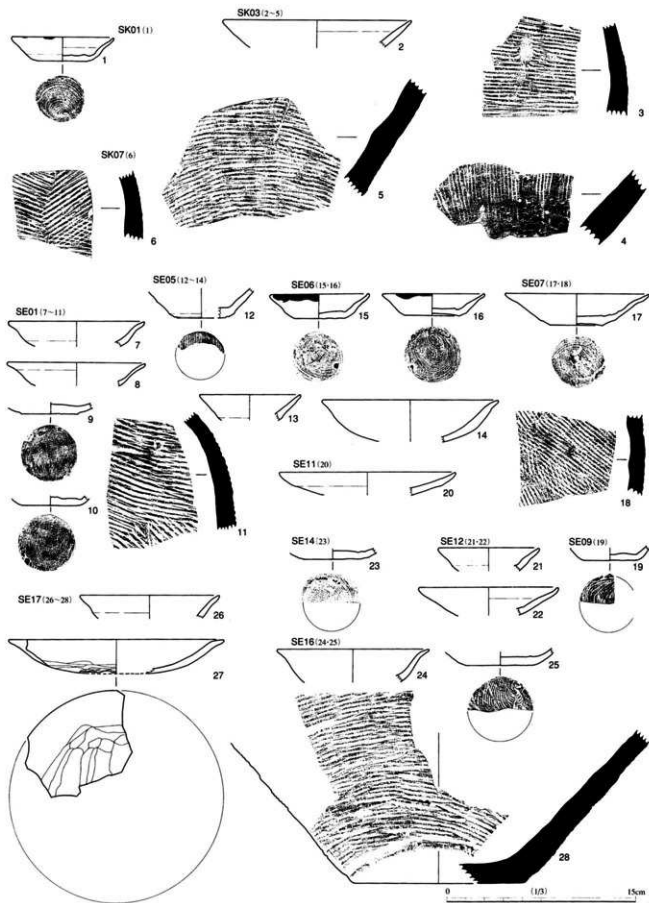 SK01(1)
1
SK03(2~5)
2
3
4
5
SK07(6)
6
SE01(7~11)
7
8
9
10
11
SE05(12~14)
12
13
14
SE06(15·16)
15
16
SE07(17·18)
17
18
SE11(20)
20
SE14(23)
23
SE12(21·22)
21
22
SE09(19)
19
SE17(26~28)
26
27
SE16(24·25)
24
25
28
0 (1/3) 15cm